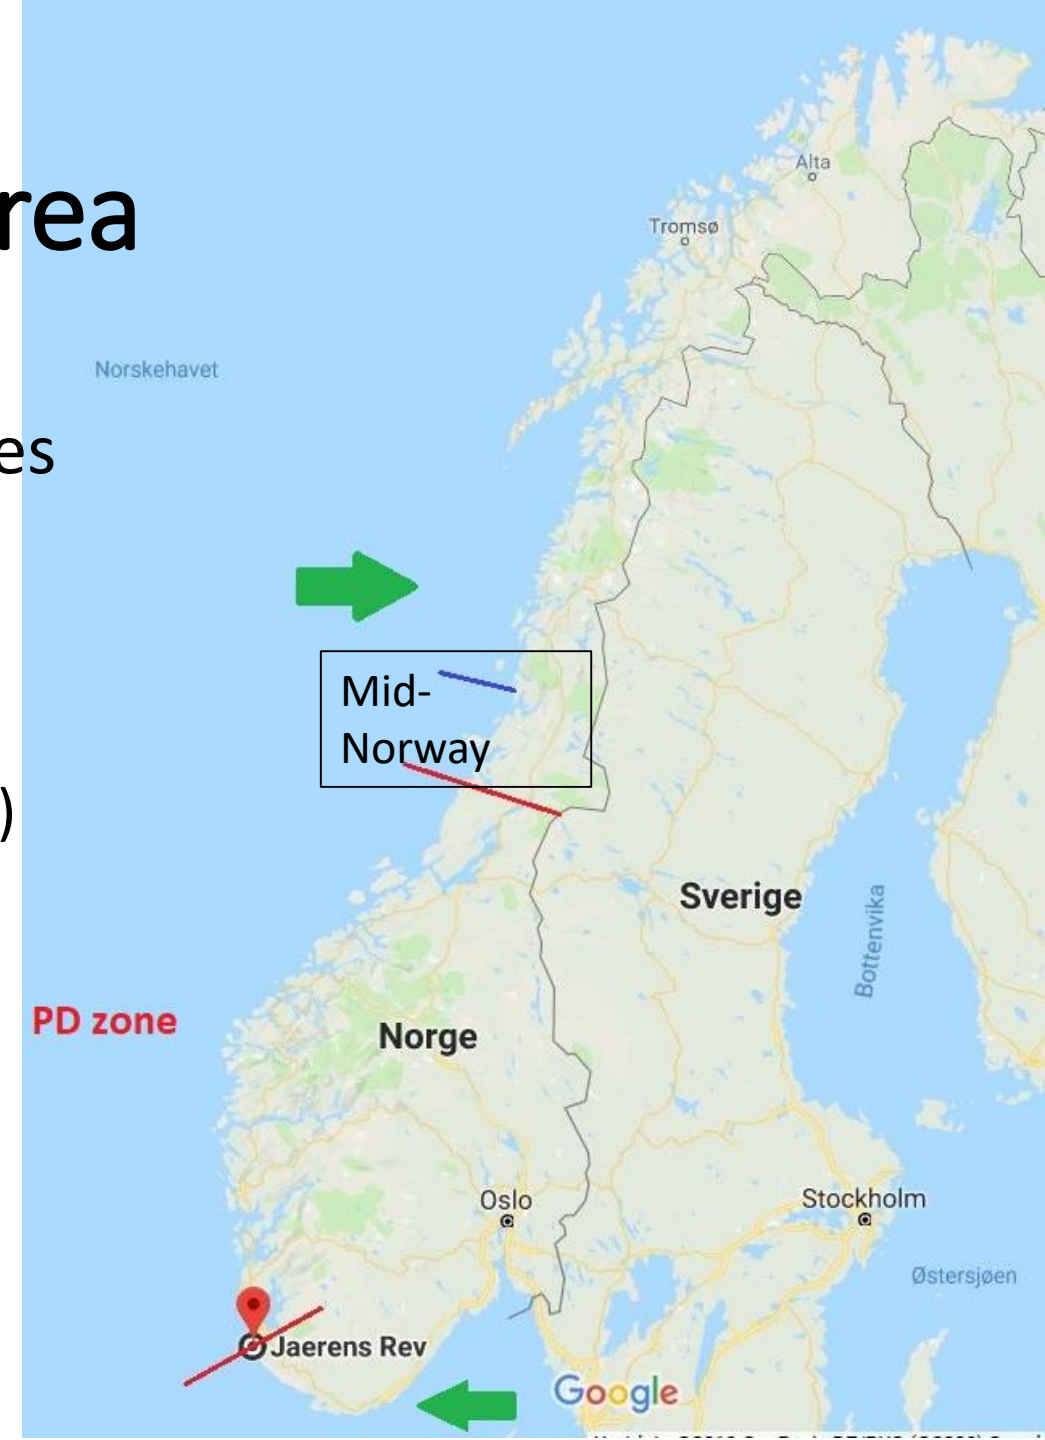 Alta
rea
Tromsø
Norskehavet
es
Mid-
Norway
)
Sverige
Bottenvika
PD zone
Norge
Oslo
Stockholm
Østersjøen
Jaerens Rev
Google